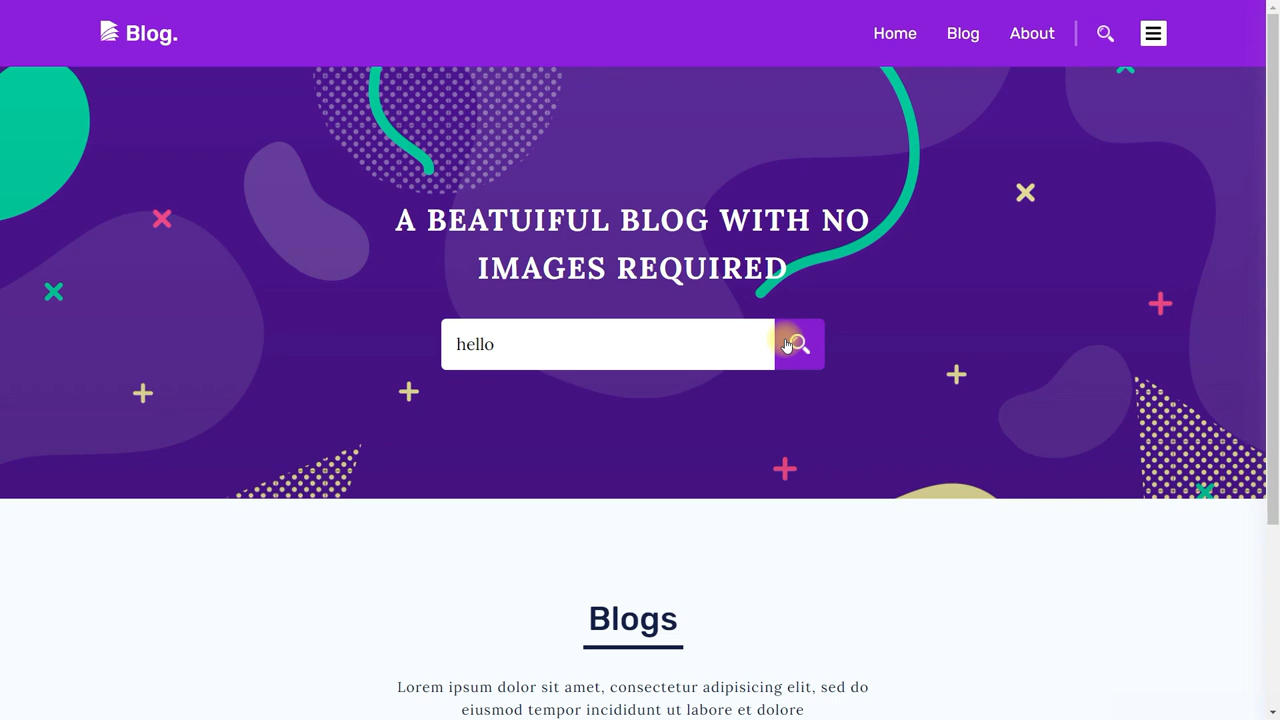 Blog.
Home
Blog
About
A BEATUIFUL BLOG WITH NO
IMAGES REQUIRED
hello
Blogs
Lorem ipsum dolor sit amet, consectetur adipisicing elit, sed do
eiusmod tempor incididunt ut labore et dolore